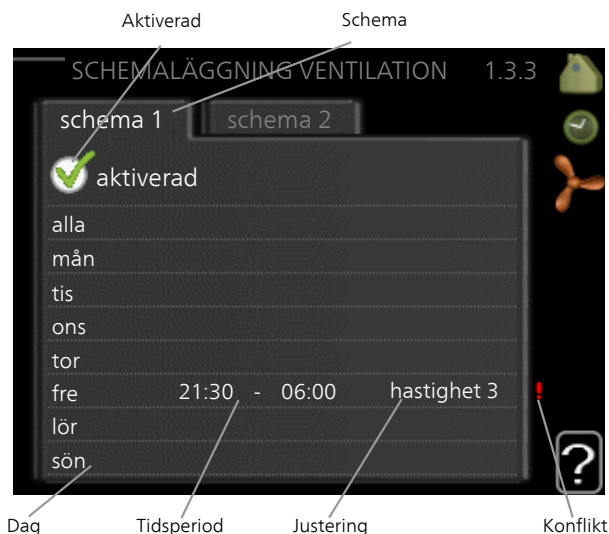 Aktiverad Schema
SCHEMALÄGGNING VENTILATION 1.3.3
schema 1 schema 2
aktiverad
alla
mån
tis
ons
tor
fre 21:30 - 06:00 hastighet 3 !
lör
sön
?
Dag Tidsperiod Justering Konflikt